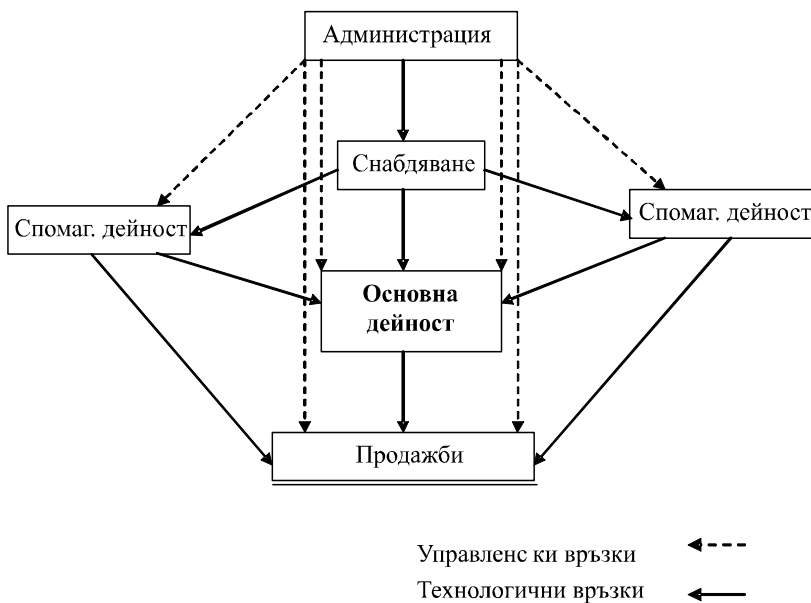 Администрация
Снабдяване
Спомаг. дейност
Спомаг. дейност
Основна
дейност
Продажби
Управленс ки връзки
Технологични връзки